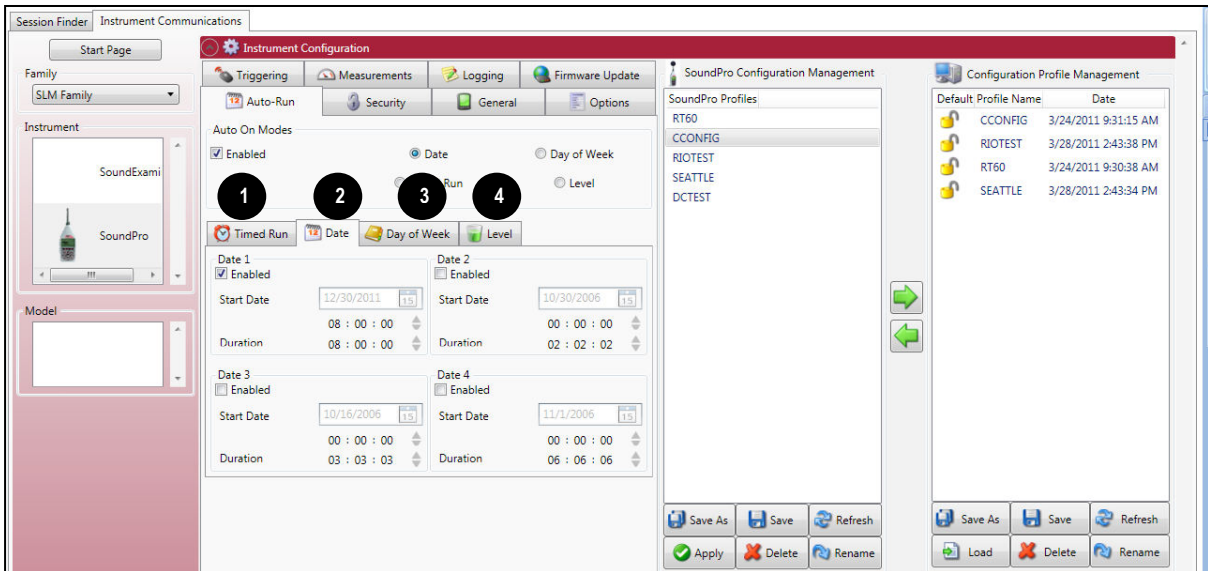 Session Finder Instrument Communications
Start Page
Family
SLM Family
Instrument
SoundExami
SoundPro
Model
Instrument Configuration
Triggering Measurements Logging Firmware Update
Auto-Run Security General Options
Auto On Modes
Enabled Date Day of Week
Run Level
1 2 3 4
Timed Run Date Day of Week Level
Date 1
Enabled
Start Date 12/30/2011 15
08 : 00 : 00
Duration 08 : 00 : 00
Date 2
Enabled
Start Date 10/30/2006 15
00 : 00 : 00
Duration 02 : 02 : 02
Date 3
Enabled
Start Date 10/16/2006 15
00 : 00 : 00
Duration 03 : 03 : 03
Date 4
Enabled
Start Date 11/1/2006 15
00 : 00 : 00
Duration 06 : 06 : 06
SoundPro Configuration Management
SoundPro Profiles
RT60
CCONFIG
RIOTEST
SEATTLE
DCTEST
Save As Save Refresh
Apply Delete Rename
Configuration Profile Management
Default Profile Name Date
CCONFIG 3/24/2011 9:31:15 AM
RIOTEST 3/28/2011 2:43:38 PM
RT60 3/24/2011 9:30:38 AM
SEATTLE 3/28/2011 2:43:34 PM
Save As Save Refresh
Load Delete Rename